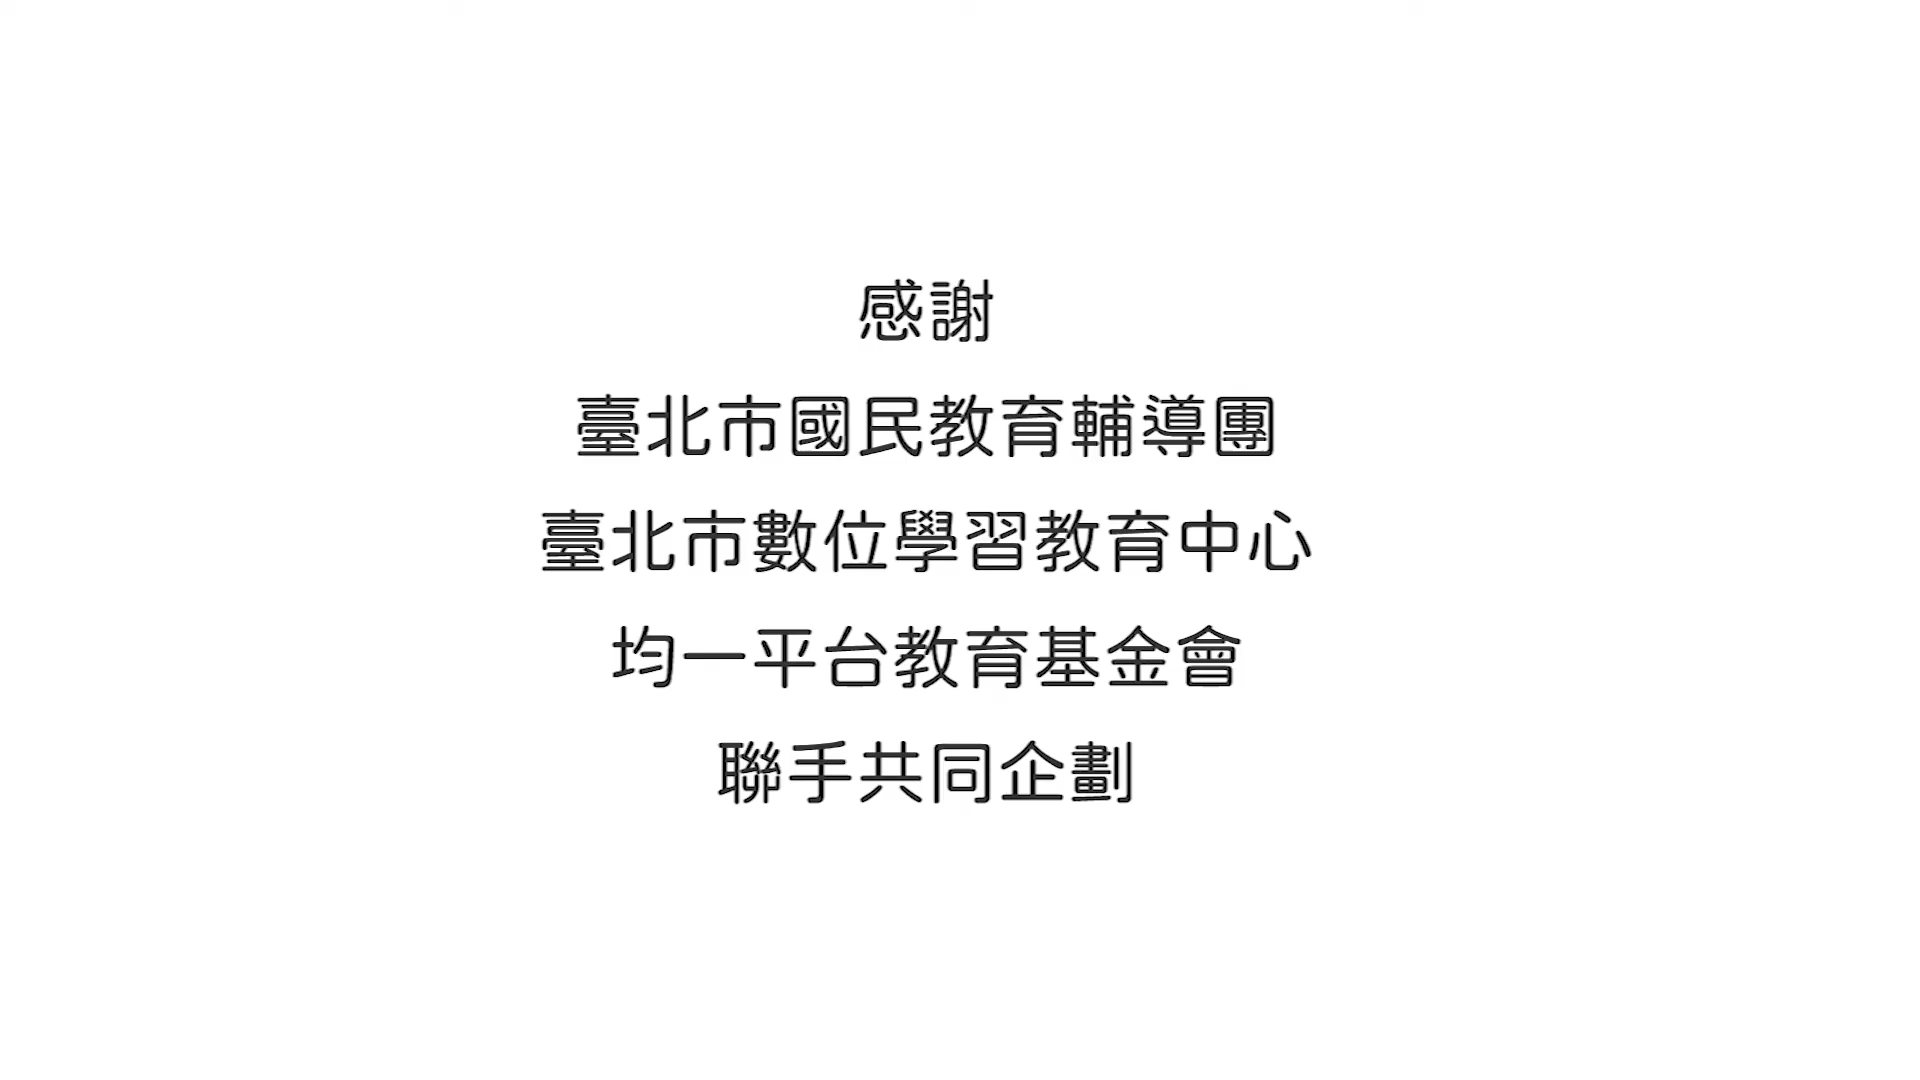 感謝
臺北市國民教育輔導團
臺北市數位學習教育中心
均一平台教育基金會
聯手共同企劃